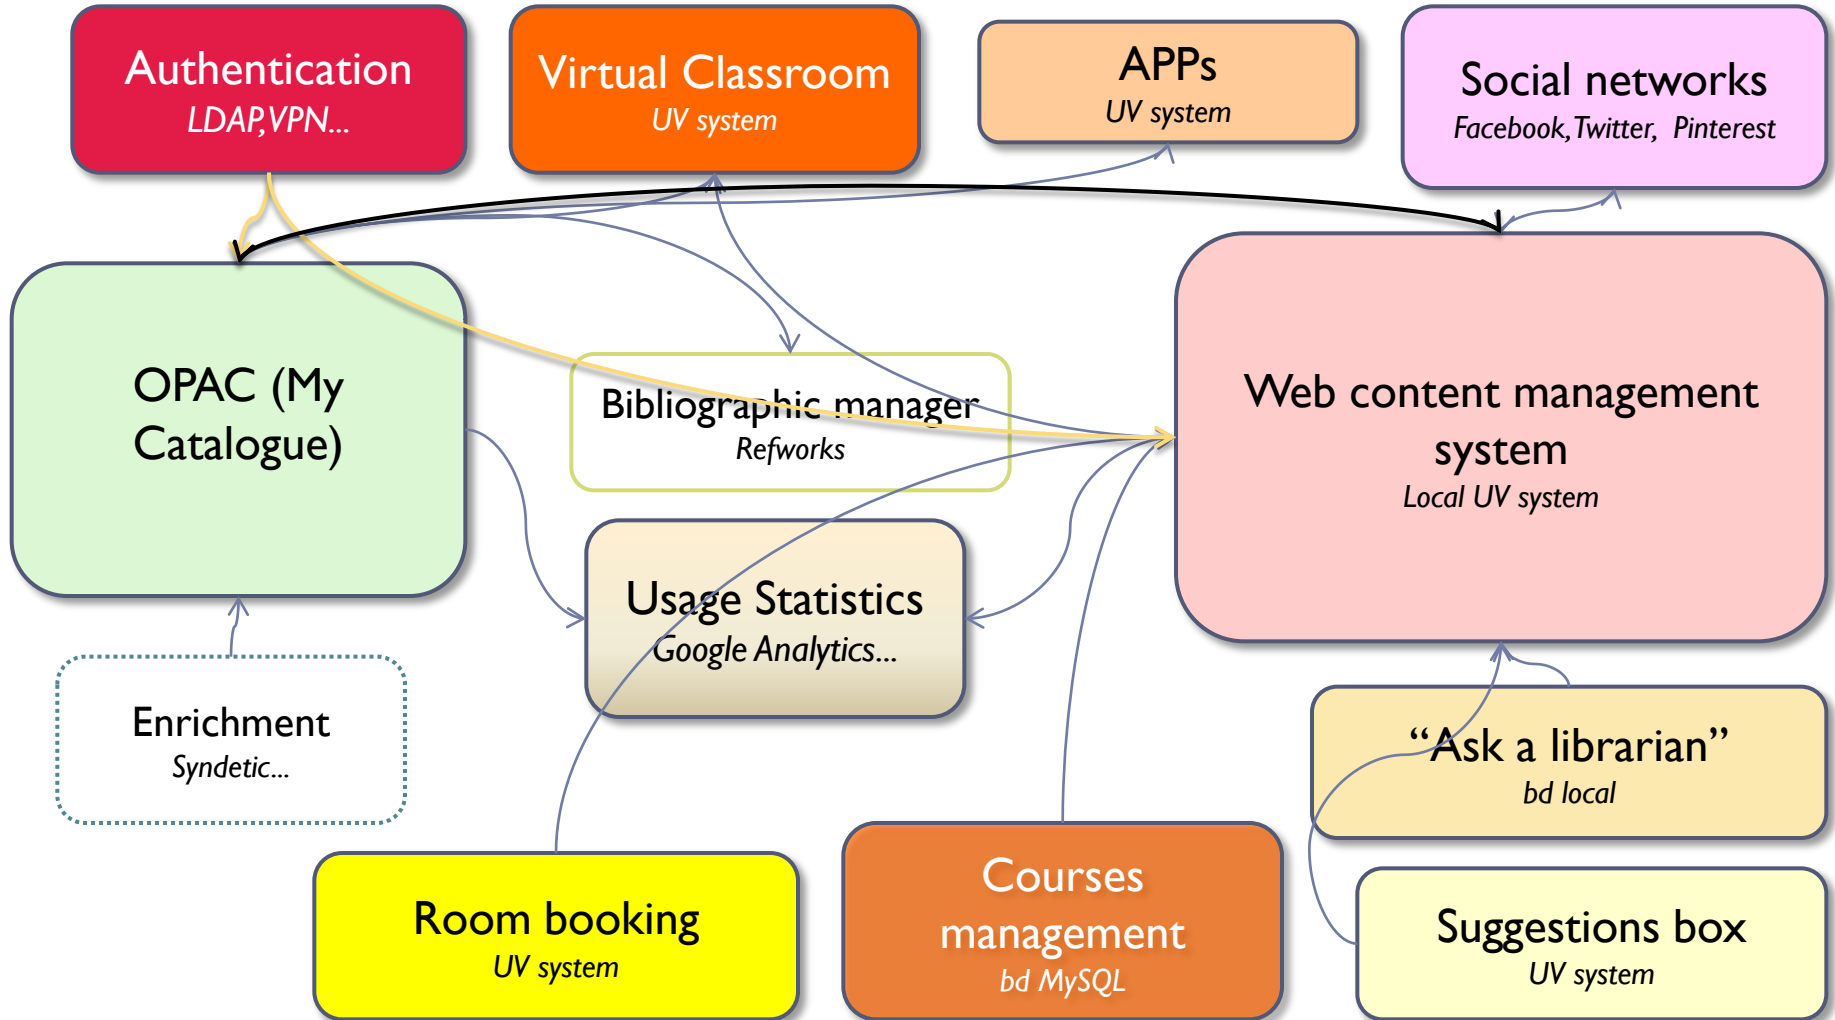 Authentication
LDAP, VPN...
Virtual Classroom
UV system
APPs
UV system
Social networks
Facebook, Twitter, Pinterest
OPAC (My
Catalogue)
Bibliographic manager
Refworks
Web content management
system
Local UV system
Usage Statistics
Google Analytics...
Enrichment
Syndetic...
“Ask a librarian”
bd local
Room booking
UV system
Courses
management
bd MySQL
Suggestions box
UV system